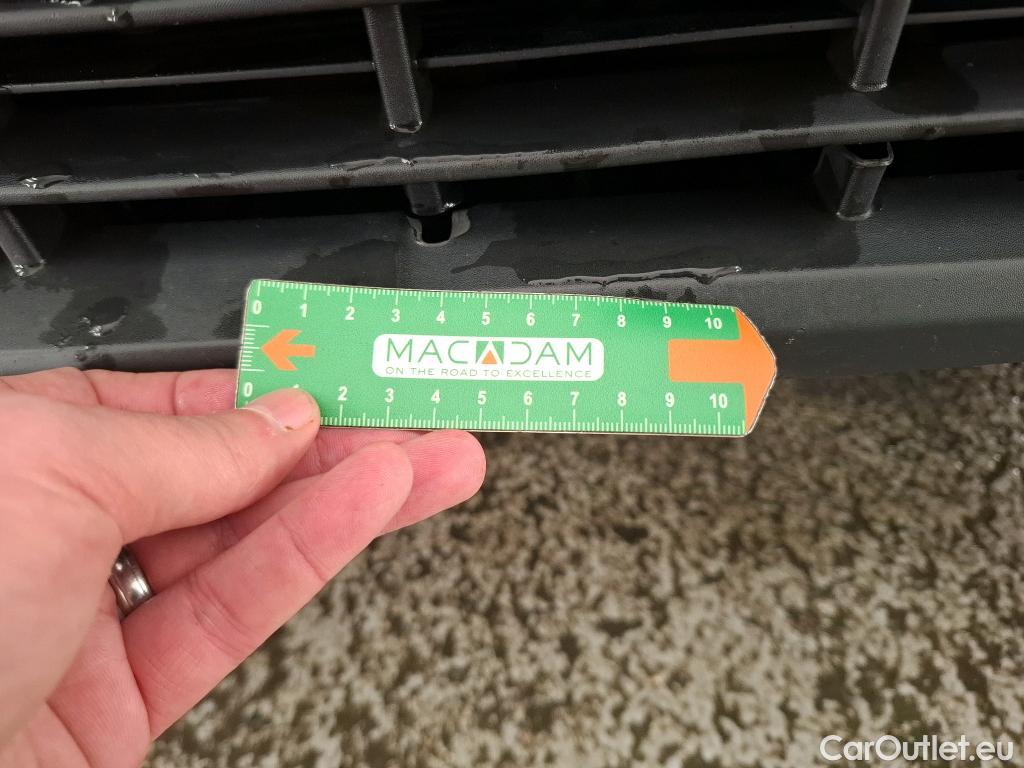 0 1 2 3 4 5 6 7 8 9 10
MACADAM
ON THE ROAD TO EXCELLENCE
0 1 2 3 4 5 6 7 8 9 10
CarOutlet.eu